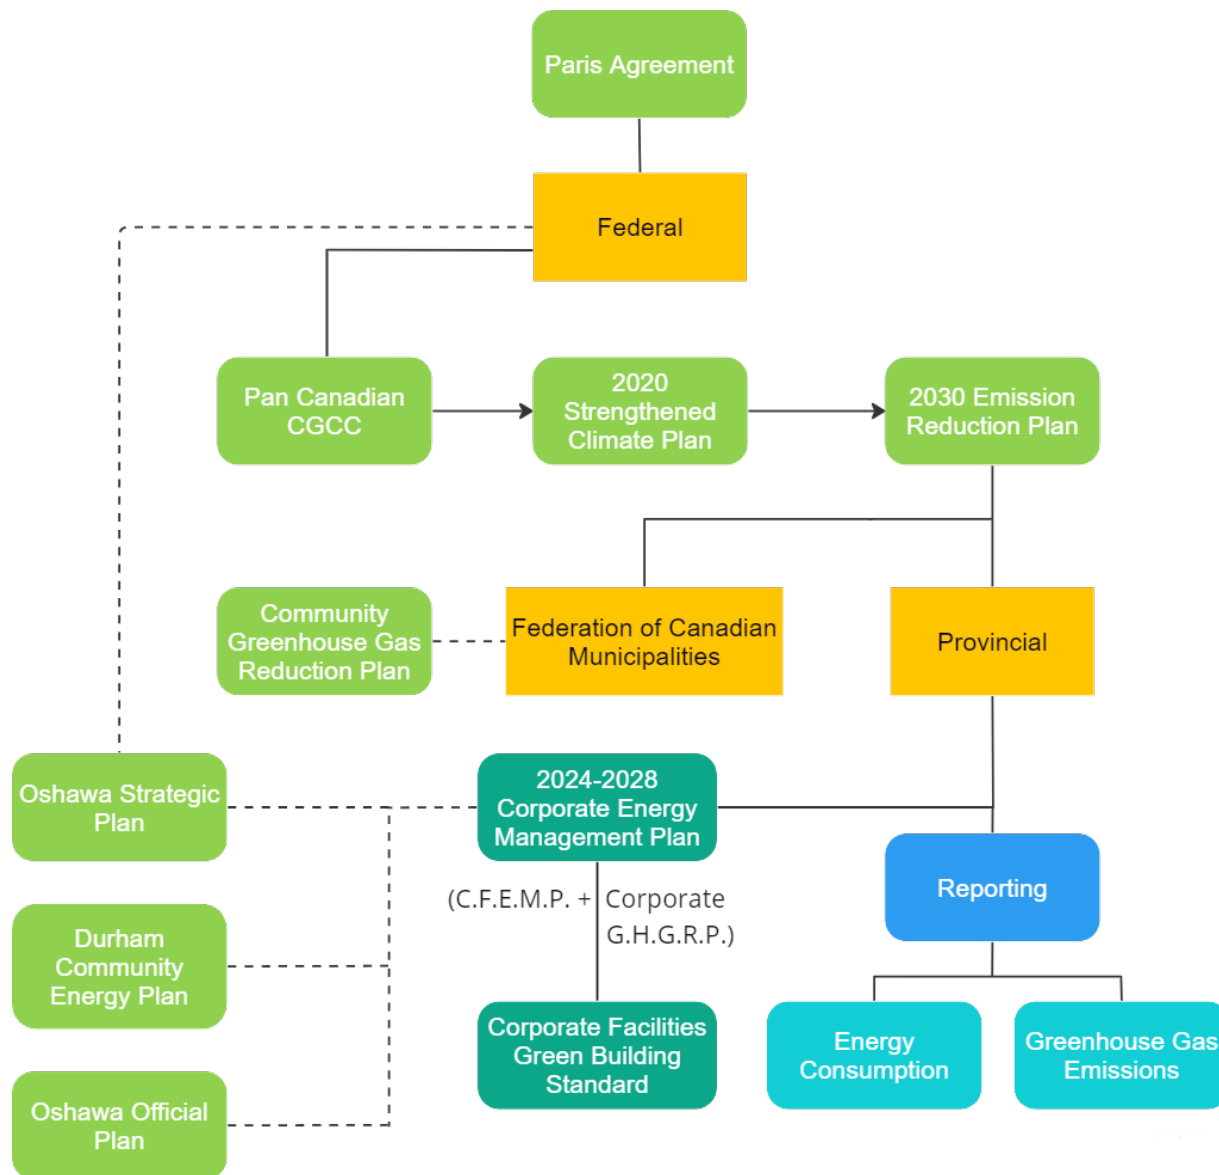 Paris Agreement
Federal
Pan Canadian
CGCC
2020
Strengthened
Climate Plan
2030 Emission
Reduction Plan
Community
Greenhouse Gas
Reduction Plan
Federation of Canadian
Municipalities
Provincial
Oshawa Strategic
Plan
2024-2028
Corporate Energy
Management Plan
Reporting
(C.F.E.M.P. + Corporate
G.H.G.R.P.)
Durham
Community
Energy Plan
Corporate Facilities
Green Building
Standard
Energy
Consumption
Greenhouse Gas
Emissions
Oshawa Official
Plan